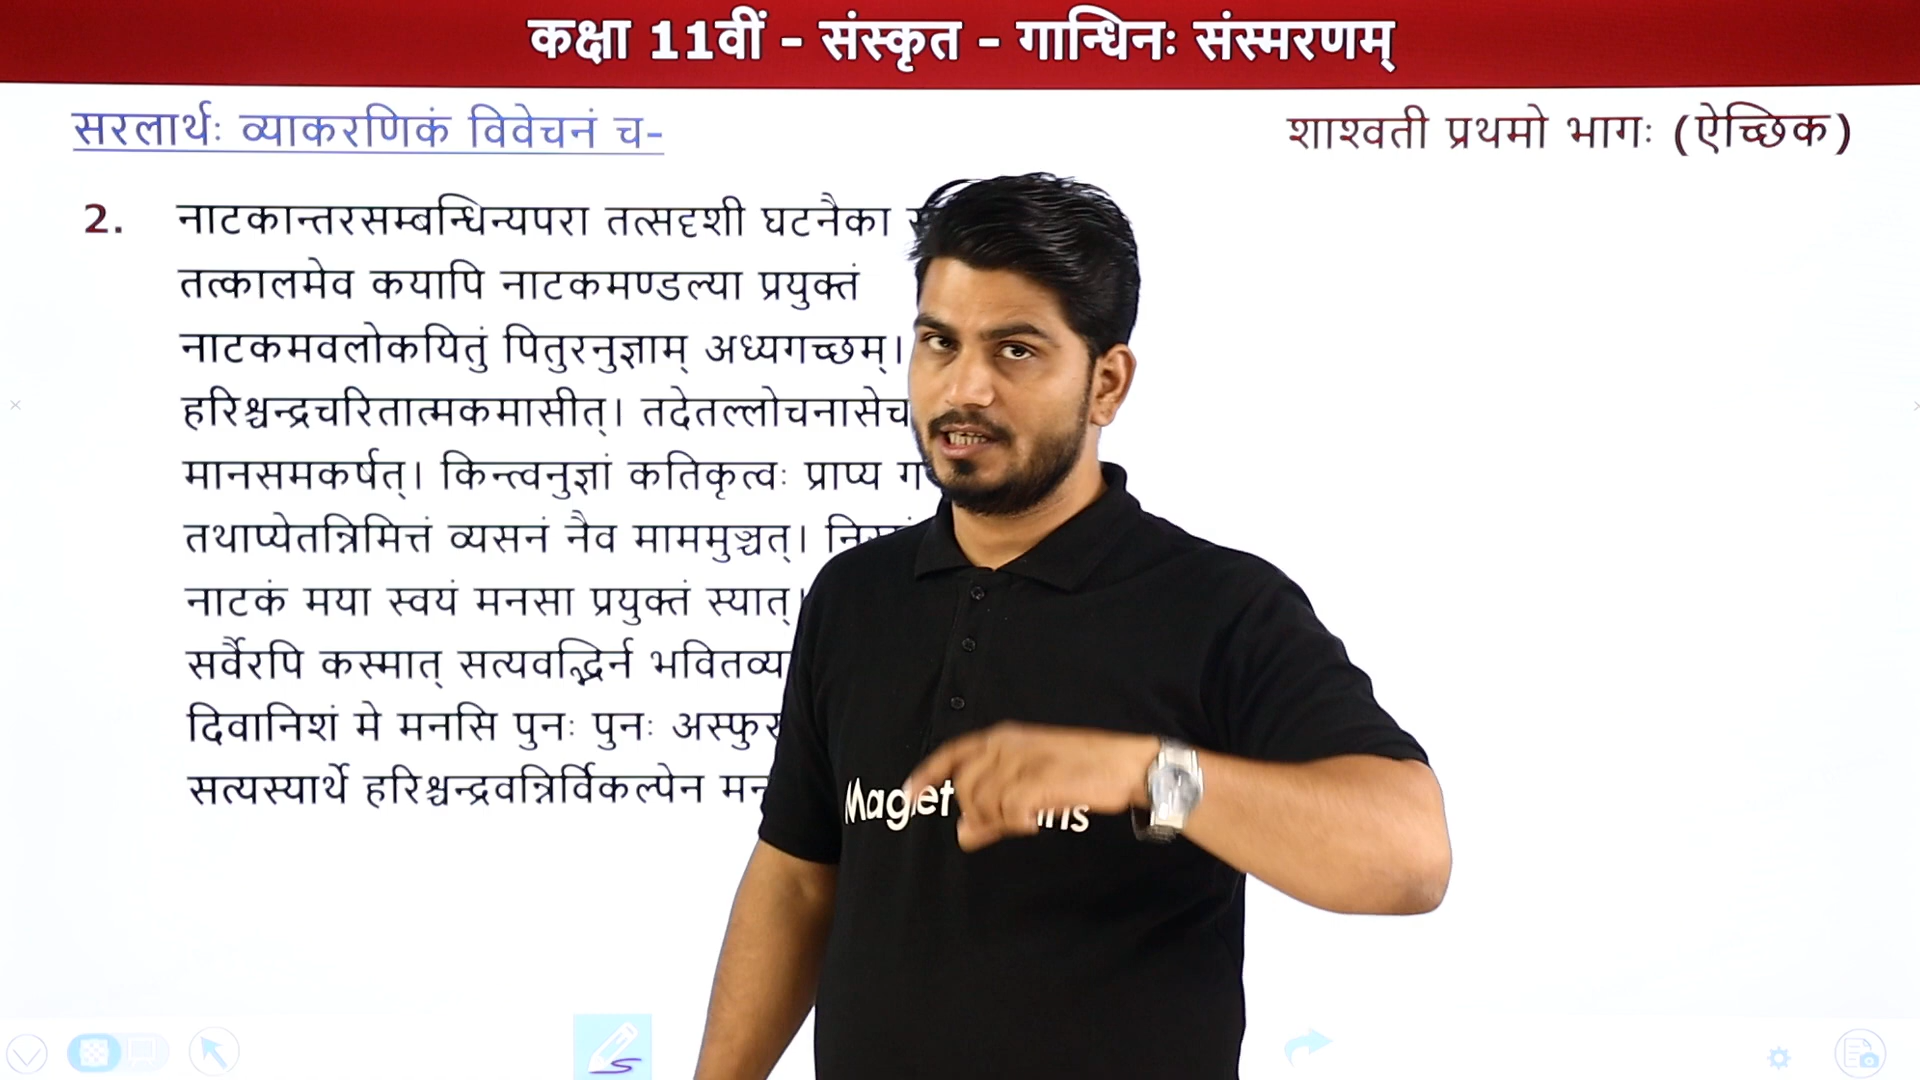 कक्षा 11वीं - संस्कृत - गान्धिनः संस्मरणम्
सरलार्थः व्याकरणिकं विवेचनं च-
शाश्वती प्रथमो भागः (ऐच्छिक)
2. नाटकान्तरसम्बन्धिन्यपरा तत्सदृशी घटनैका
तत्कालमेव कयापि नाटकमण्डल्या प्रयुक्तं
नाटकमवलोकयितुं पितुरनुज्ञाम् अध्यगच्छम्।
हरिश्चन्द्रचरितात्मकमासीत्। तदेतल्लोचनासेच
मानसमकर्षत्। किन्त्वनुज्ञां कतिकृत्वः प्राप्य
तथाप्येतन्निमित्तं व्यसनं नैव माममुञ्चत्।
नाटकं मया स्वयं मनसा प्रयुक्तं स्यात्।
सर्वैरपि कस्मात् सत्यवद्भिर्न भवितव्य
दिवानिशं मे मनसि पुनः पुनः अस्फुर
सत्यस्यार्थे हरिश्चन्द्रवन्निर्विकल्पेन